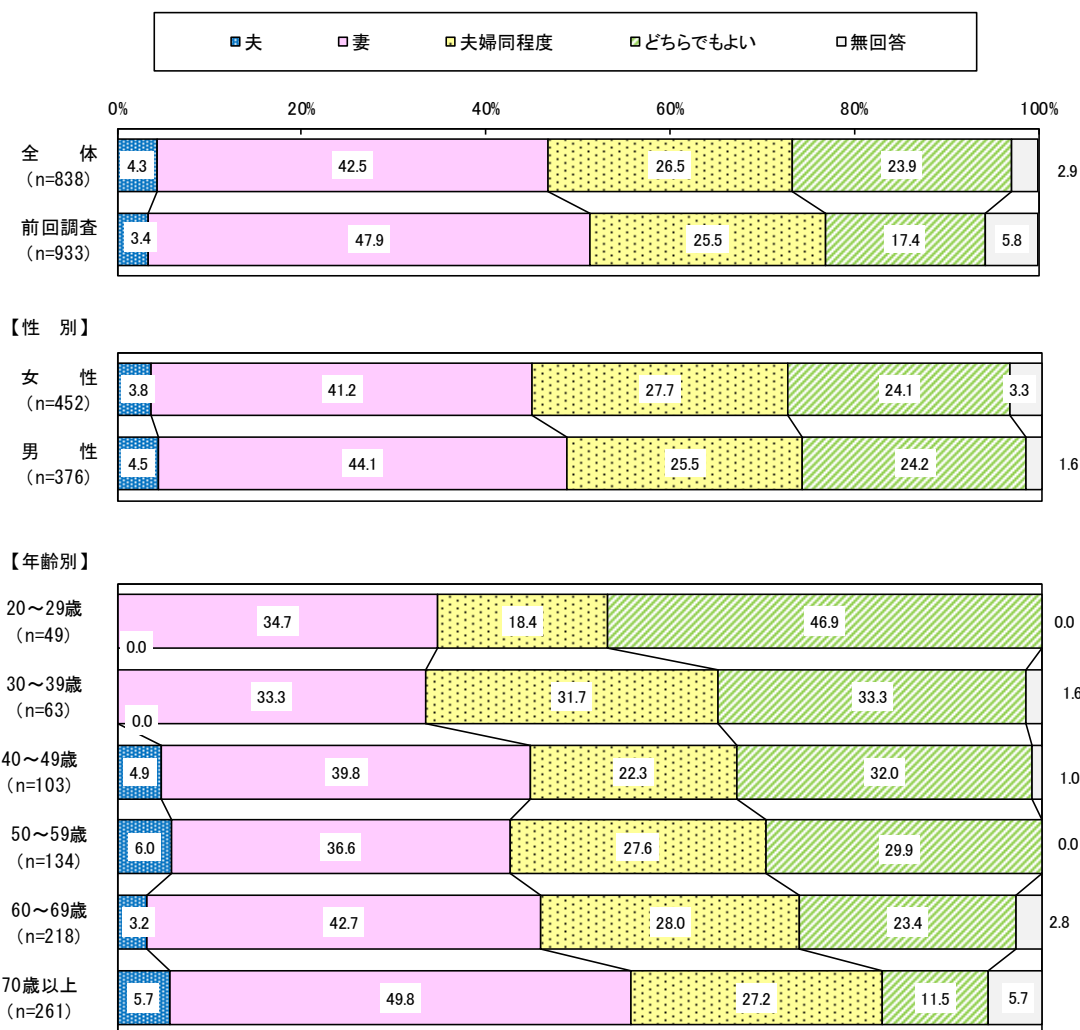 夫 妻 夫婦同程度 どちらでもよい 無回答
0% 20% 40% 60% 80% 100%
全　体
(n=838)
4.3 42.5 26.5 23.9 2.9
前回調査
(n=933)
3.4 47.9 25.5 17.4 5.8
【性　別】
女　性
(n=452)
3.8 41.2 27.7 24.1 3.3
男　性
(n=376)
4.5 44.1 25.5 24.2 1.6
【年齢別】
20～29歳
(n=49)
0.0 34.7 18.4 46.9 0.0
30～39歳
(n=63)
0.0 33.3 31.7 33.3 1.6
40～49歳
(n=103)
4.9 39.8 22.3 32.0 1.0
50～59歳
(n=134)
6.0 36.6 27.6 29.9 0.0
60～69歳
(n=218)
3.2 42.7 28.0 23.4 2.8
70歳以上
(n=261)
5.7 49.8 27.2 11.5 5.7